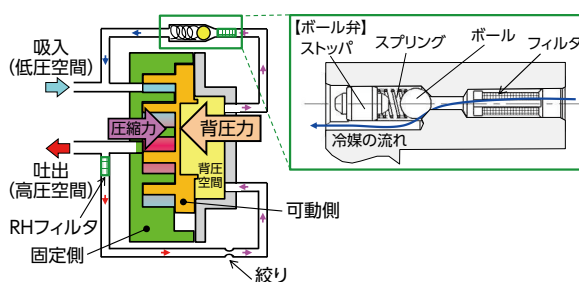 吸入
(低圧空間)
圧縮力
背圧力
吐出
(高圧空間)
背圧
空間
RHフィルタ
可動側
固定側
絞り
【ボール弁】
ストッパ
スプリング
ボール
フィルタ
冷媒の流れ